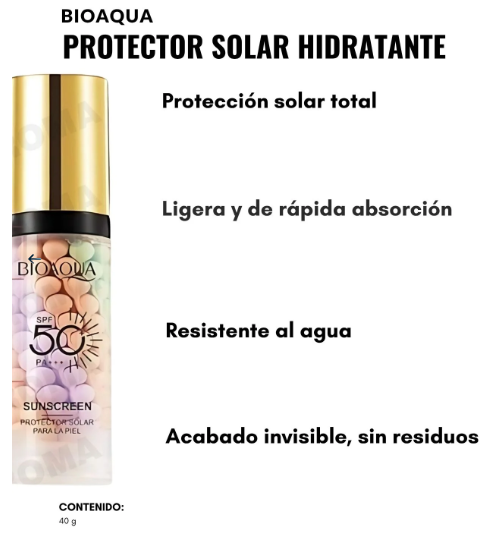 BIOAQUA
PROTECTOR SOLAR HIDRATANTE
Protección solar total
Ligera y de rápida absorción
BIOAQUA
SPF
50
PA+++
Resistente al agua
SUNSCREEN
PROTECTOR SOLAR
PARA LA PIEL
Acabado invisible, sin residuos
CONTENIDO:
40 g